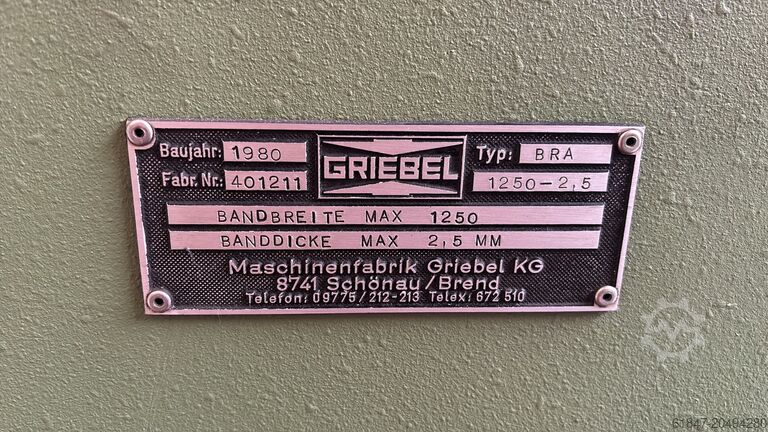 Baujahr: 1980 GRIEBEL Typ: BRA
Fabr. Nr. 401211 1250-2,5
BANDBREITE MAX 1250
BANDDICKE MAX 2,5 MM
Maschinenfabrik Griebel KG
8741 Schönau/Brend
Telefon: 09775/212-213 Telex: 672 510
61847-20494280